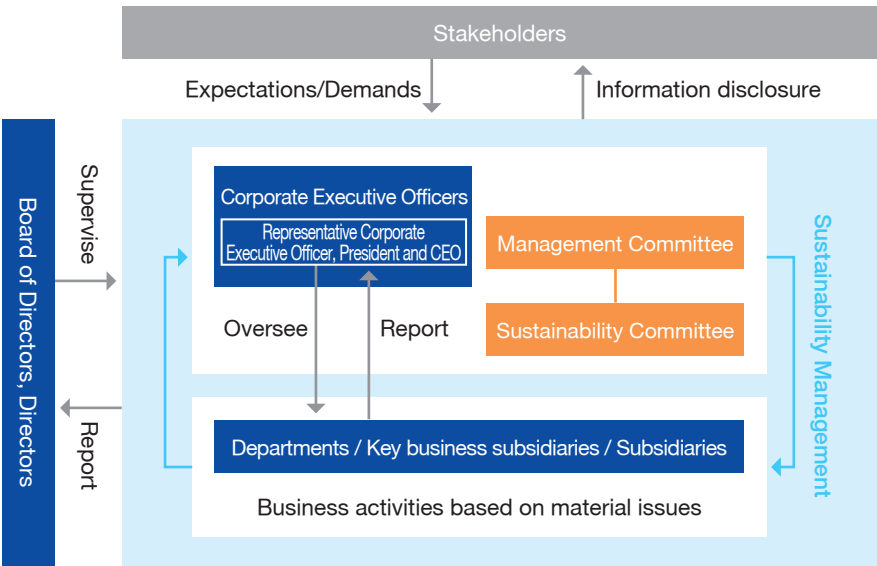 Stakeholders
Expectations/Demands
Information disclosure
Board of Directors, Directors
Supervise
Report
Corporate Executive Officers
Representative Corporate
Executive Officer, President and CEO
Management Committee
Sustainability Committee
Oversee
Report
Departments / Key business subsidiaries / Subsidiaries
Business activities based on material issues
Sustainability Management